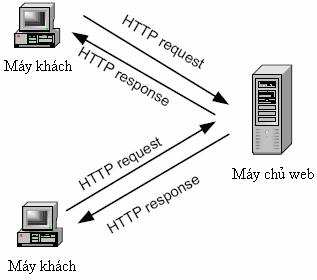 HTTP request
Máy khách
HTTP response
Máy chủ web
HTTP request
HTTP response
Máy khách